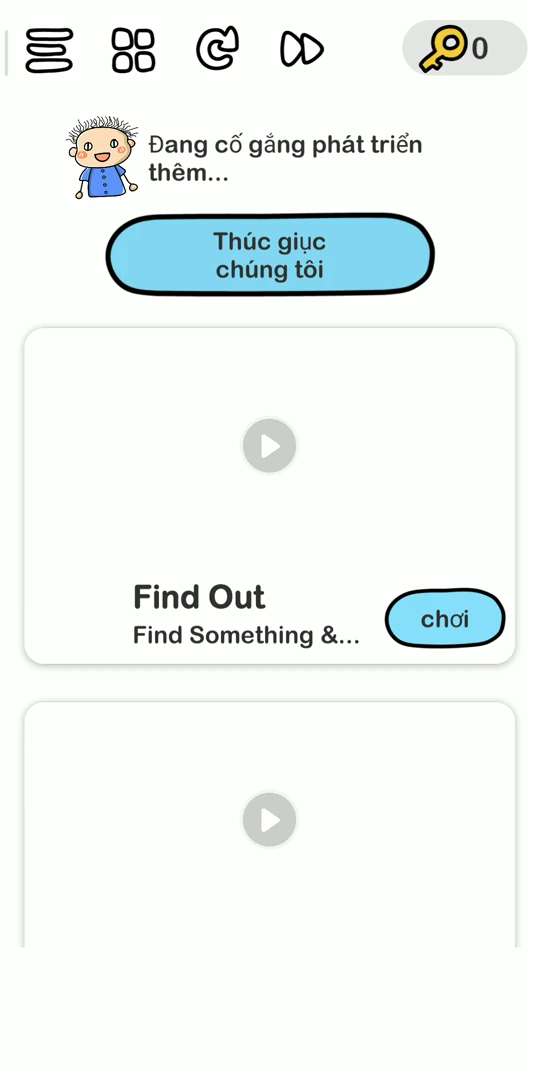 0
Đang cố gắng phát triển
thêm...
Thúc giục
chúng tôi
Find Out
Find Something &...
chơi